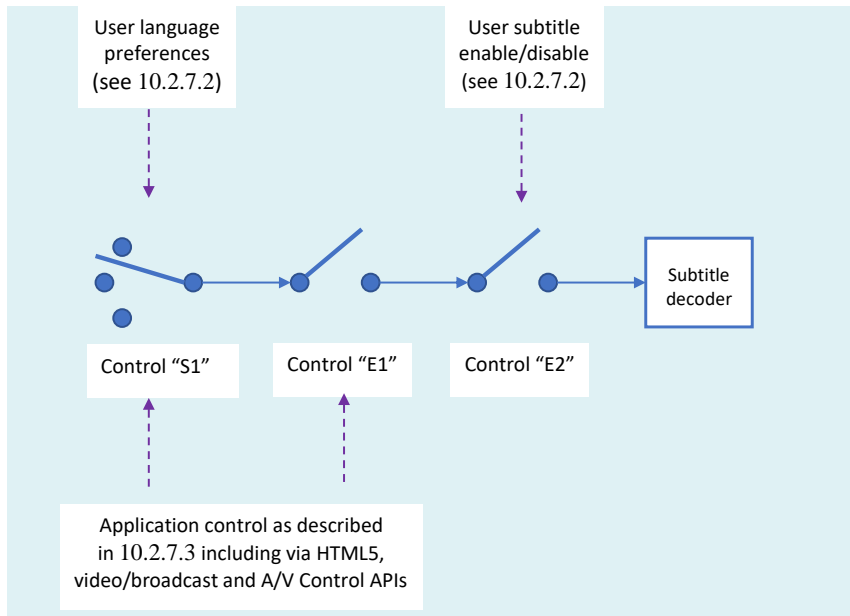 User language
preferences
(see 10.2.7.2)
User subtitle
enable/disable
(see 10.2.7.2)
Subtitle
decoder
Control “S1”
Control “E1”
Control “E2”
Application control as described
in 10.2.7.3 including via HTML5,
video/broadcast and A/V Control APIs